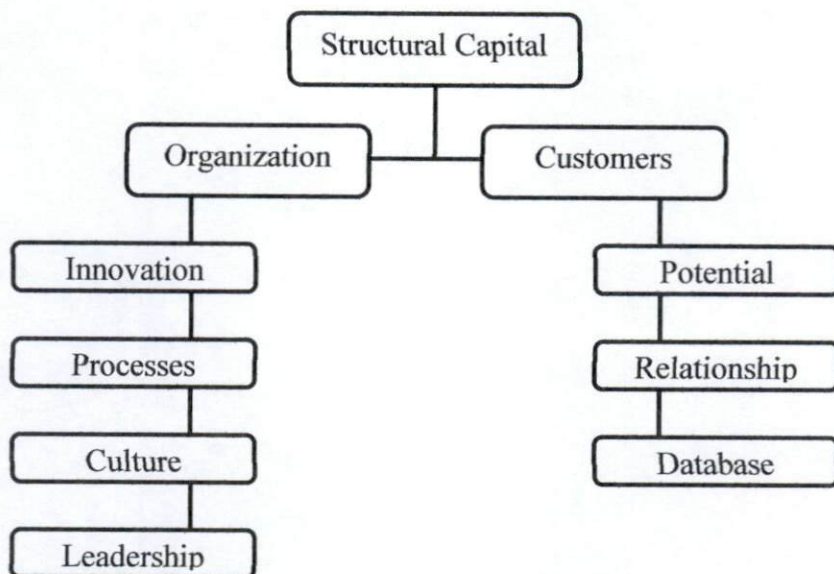 Structural Capital
Organization
Customers
Innovation
Processes
Culture
Leadership
Potential
Relationship
Database